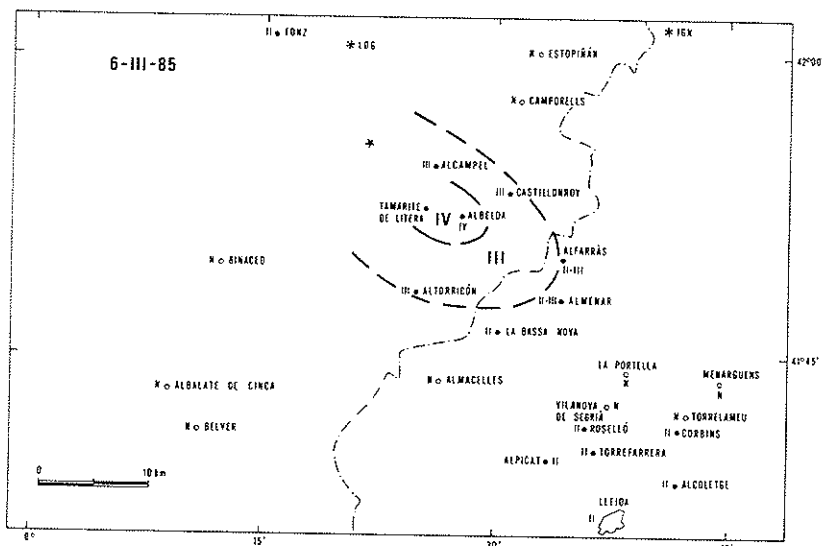 II FONZ
* LDG
* IGN
6-III-85
N ESTOPIÑÁN
42°00'
N CAMPORELLS
*
III ALCAMPEL
III CASTILLONROY
TAMARITE
DE LITERA
IV
ALBELDA
IV
III
ALFARRÀS
II-III
N BINACED
III ALTORRICÓN
II-III ALMENAR
II LA BASSA NOVA
41°45'
LA PORTELLA
N
MENARGUENS
N
N ALBALATE DE CINCA
N ALMACELLES
VILANOVA N
DE SEGRIÀ
N TORRELAMEU
N BELVER
II ROSELLÓ
II CORBINS
II TORREFARRERA
ALPICAT II
0 10 km
II ALCOLETGE
LLEIDA
II
0° 15' 30'